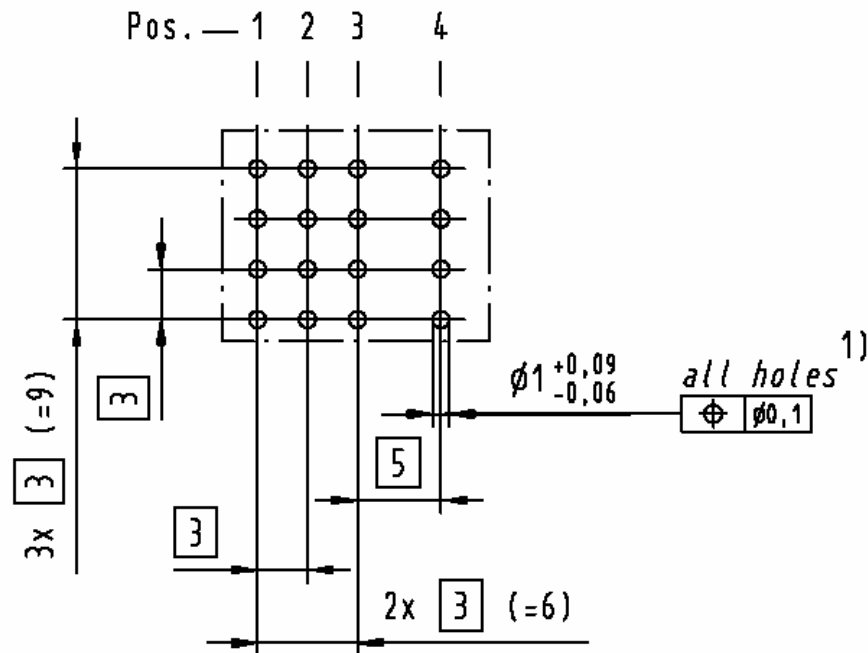 Pos. 1 2 3 4
1)
Ø1 +0,09
-0,06
all holes
⌖ Ø0,1
3
3x 3 (=9)
5
3
2x 3 (=6)